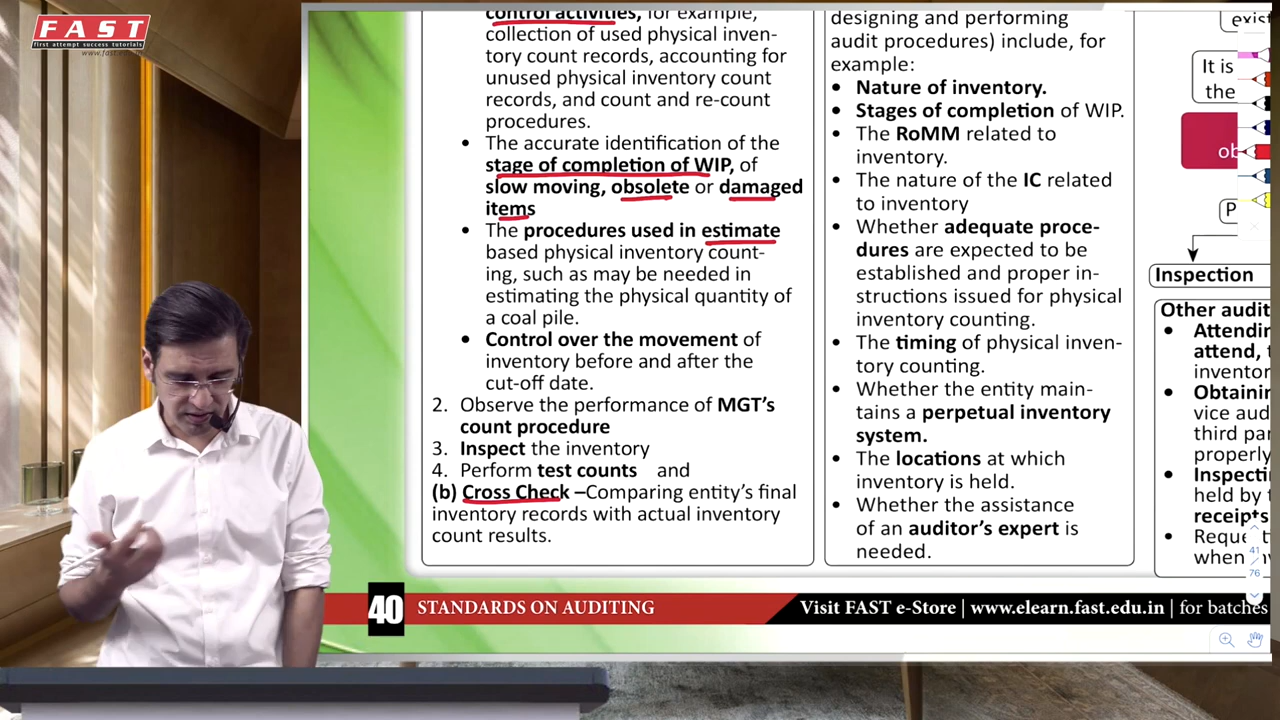 FAST
first attempt success tutorials
control activities, for example,
collection of used physical inven-
tory count records, accounting for
unused physical inventory count
records, and count and re-count
procedures.
• The accurate identification of the
stage of completion of WIP, of
slow moving, obsolete or damaged
items
• The procedures used in estimate
based physical inventory count-
ing, such as may be needed in
estimating the physical quantity of
a coal pile.
• Control over the movement of
inventory before and after the
cut-off date.
2. Observe the performance of MGT’s
count procedure
3. Inspect the inventory
4. Perform test counts and
(b) Cross Check –Comparing entity’s final
inventory records with actual inventory
count results.
designing and performing
audit procedures) include, for
example:
• Nature of inventory.
• Stages of completion of WIP.
• The RoMM related to
inventory.
• The nature of the IC related
to inventory
• Whether adequate proce-
dures are expected to be
established and proper in-
structions issued for physical
inventory counting.
• The timing of physical inven-
tory counting.
• Whether the entity main-
tains a perpetual inventory
system.
• The locations at which
inventory is held.
• Whether the assistance
of an auditor’s expert is
needed.
It is
the
Inspection
Other audit
• Attending
attend,
• Obtaining
vice aud
third par
properly
• Inspecting
held by
receipts
•
when
41
/
76
40 STANDARDS ON AUDITING
Visit FAST e-Store | www.elearn.fast.edu.in | for batches